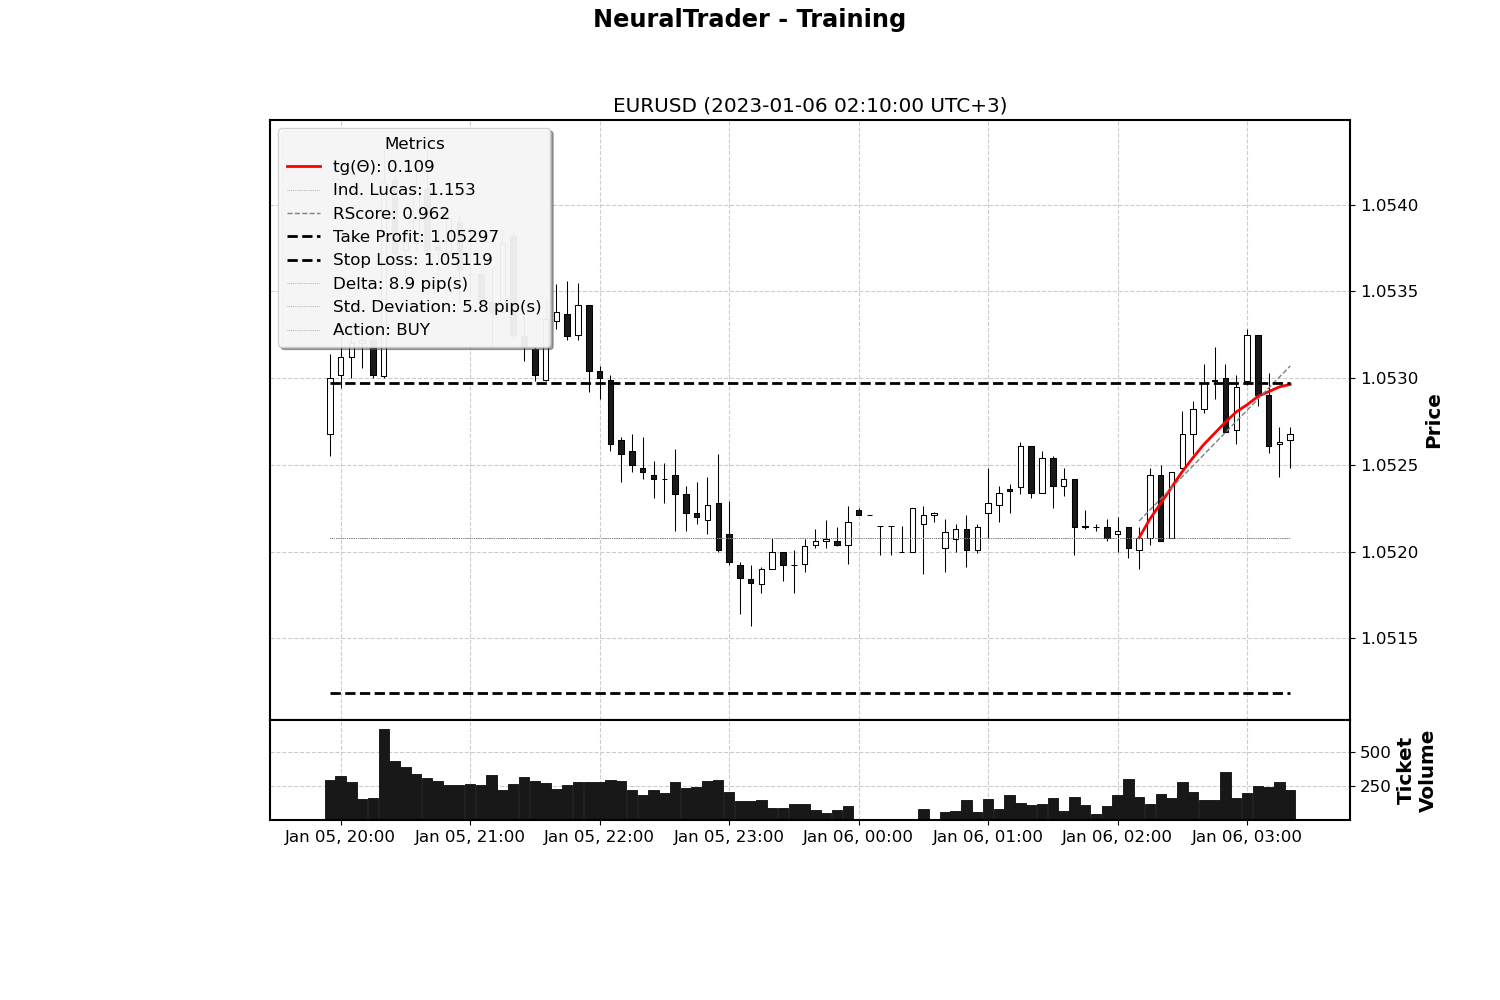 NeuralTrader - Training
EURUSD (2023-01-06 02:10:00 UTC+3)
Metrics
tg(Θ): 0.109
Ind. Lucas: 1.153
RScore: 0.962
Take Profit: 1.05297
Stop Loss: 1.05119
Delta: 8.9 pip(s)
Std. Deviation: 5.8 pip(s)
Action: BUY
1.0540
1.0535
1.0530
1.0525
1.0520
1.0515
Price
500
250
Ticket
Volume
Jan 05, 20:00
Jan 05, 21:00
Jan 05, 22:00
Jan 05, 23:00
Jan 06, 00:00
Jan 06, 01:00
Jan 06, 02:00
Jan 06, 03:00